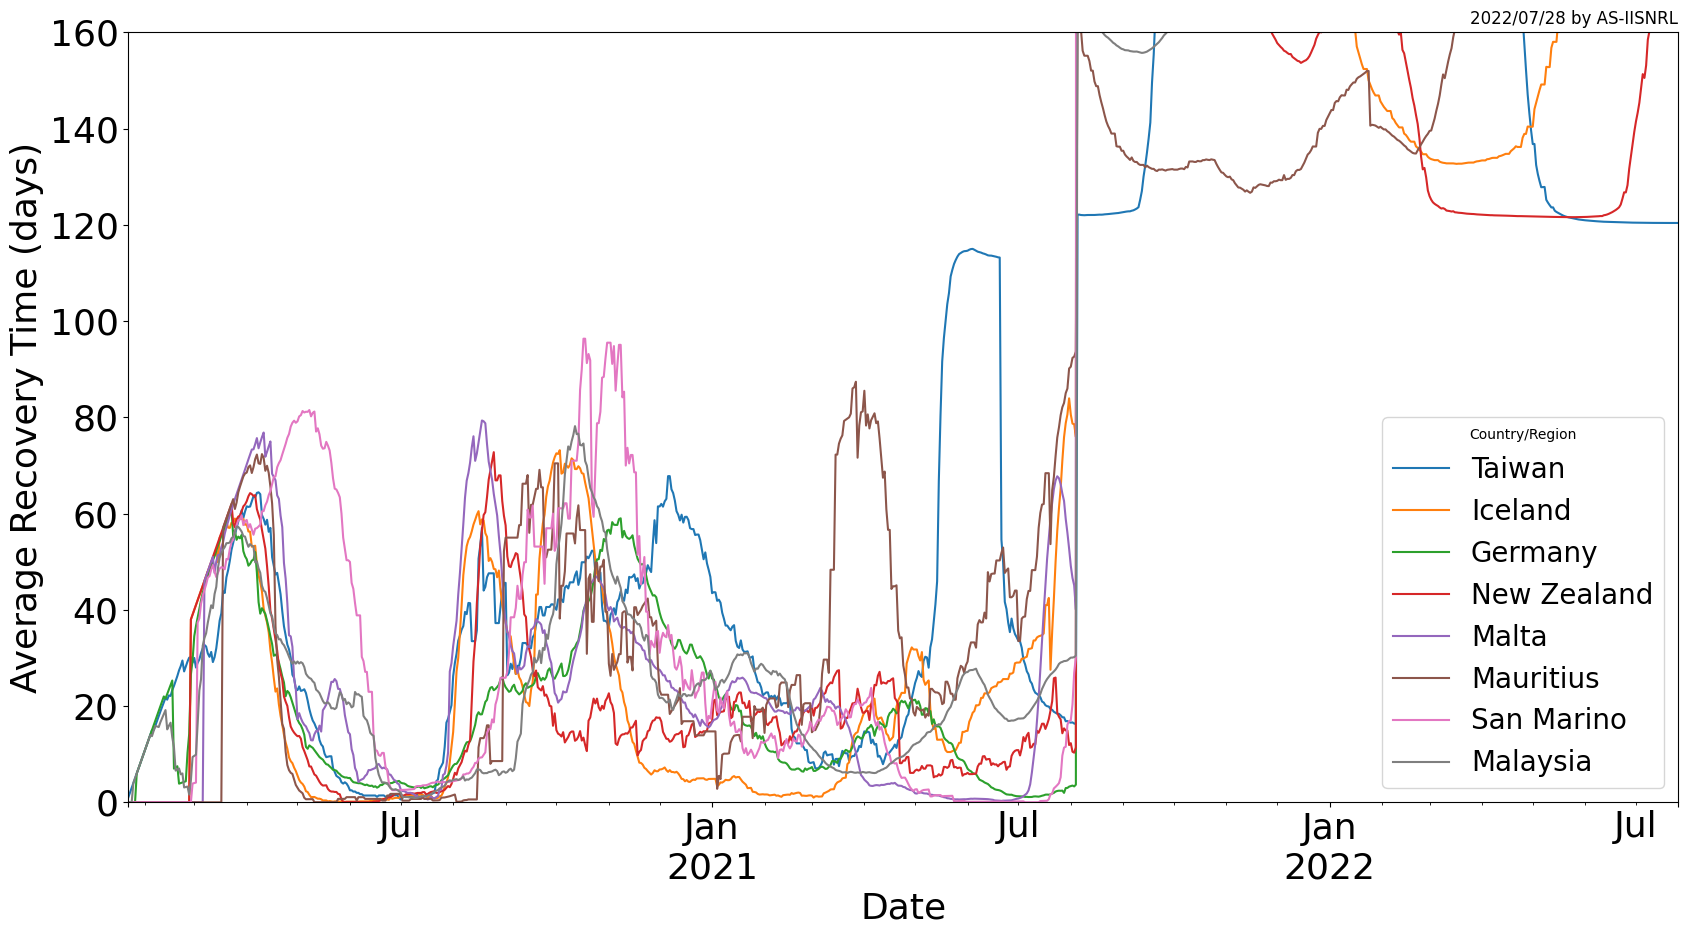 2022/07/28 by AS-IISNRL
Average Recovery Time (days)
160
140
120
100
80
60
40
20
0
Jul
Jan
2021
Jul
Jan
2022
Jul
Date
Country/Region
Taiwan
Iceland
Germany
New Zealand
Malta
Mauritius
San Marino
Malaysia